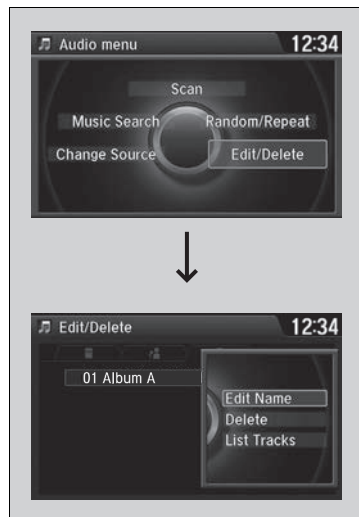 Audio menu 12:34
Scan
Music Search Random/Repeat
Change Source Edit/Delete
Edit/Delete 12:34
01 Album A
Edit Name
Delete
List Tracks